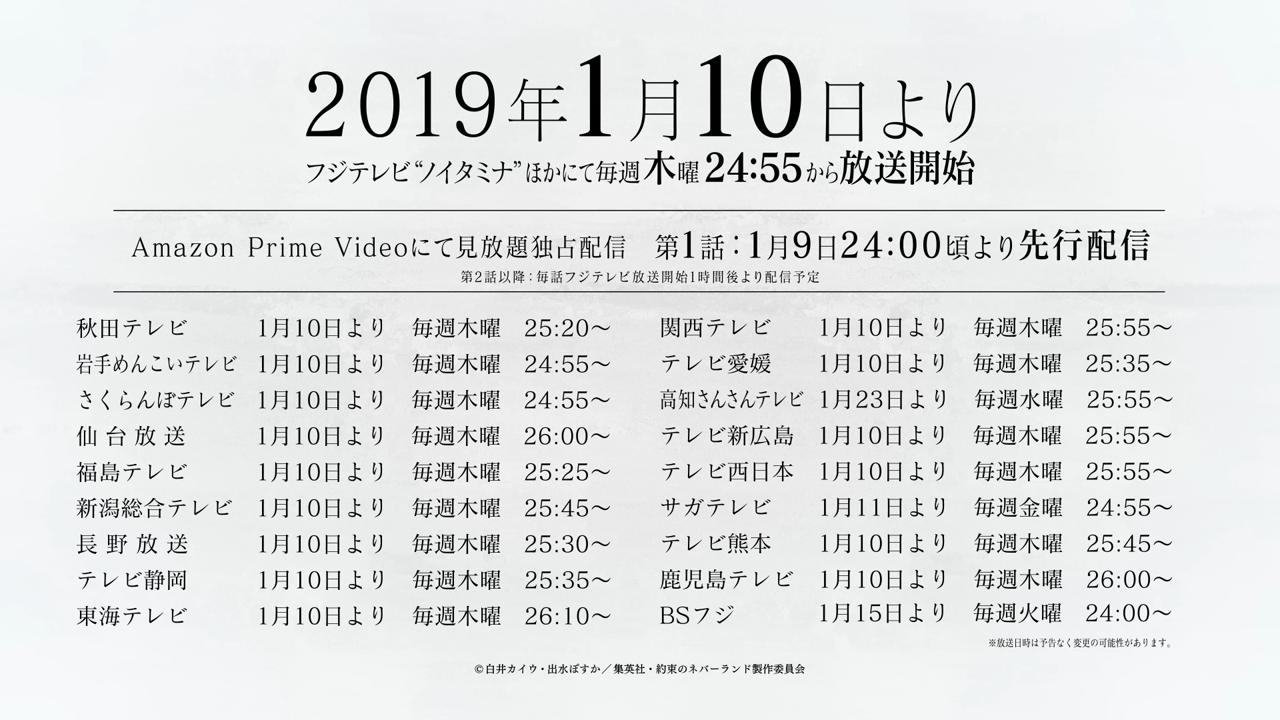 2019年1月10日より
フジテレビ“ノイタミナ”ほかにて毎週木曜24:55から放送開始
Amazon Prime Videoにて見放題独占配信　第1話：1月9日24:00頃より先行配信
第2話以降：毎話フジテレビ放送開始1時間後より配信予定
秋田テレビ　1月10日より　毎週木曜　25:20～
岩手めんこいテレビ　1月10日より　毎週木曜　24:55～
さくらんぼテレビ　1月10日より　毎週木曜　24:55～
仙台放送　1月10日より　毎週木曜　26:00～
福島テレビ　1月10日より　毎週木曜　25:25～
新潟総合テレビ　1月10日より　毎週木曜　25:45～
長野放送　1月10日より　毎週木曜　25:30～
テレビ静岡　1月10日より　毎週木曜　25:35～
東海テレビ　1月10日より　毎週木曜　26:10～
関西テレビ　1月10日より　毎週木曜　25:55～
テレビ愛媛　1月10日より　毎週木曜　25:35～
高知さんさんテレビ　1月23日より　毎週水曜　25:55～
テレビ新広島　1月10日より　毎週木曜　25:55～
テレビ西日本　1月10日より　毎週木曜　25:55～
サガテレビ　1月11日より　毎週金曜　24:55～
テレビ熊本　1月10日より　毎週木曜　25:45～
鹿児島テレビ　1月10日より　毎週木曜　26:00～
BSフジ　1月15日より　毎週火曜　24:00～
※放送日時は予告なく変更の可能性があります。
©白井カイウ・出水ぽすか／集英社・約束のネバーランド製作委員会